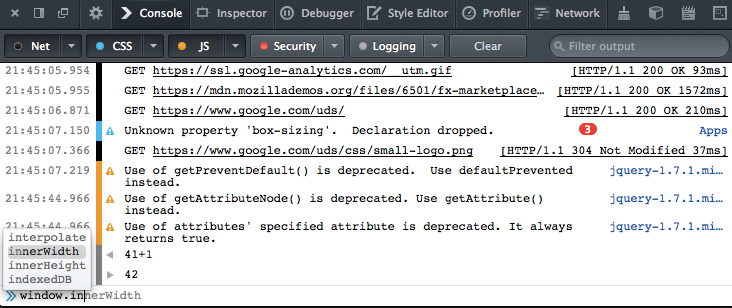 Console Inspector Debugger Style Editor Profiler Network
Net CSS JS Security Logging Clear Filter output
21:45:05.954 GET https://ssl.google-analytics.com/__utm.gif [HTTP/1.1 200 OK 93ms]
21:45:05.955 GET https://mdn.mozillademos.org/files/6501/fx-marketplace… [HTTP/1.1 200 OK 1572ms]
21:45:06.871 GET https://www.google.com/uds/ [HTTP/1.1 200 OK 210ms]
21:45:07.150 Unknown property 'box-sizing'.  Declaration dropped. 3 Apps
21:45:07.366 GET https://www.google.com/uds/css/small-logo.png [HTTP/1.1 304 Not Modified 37ms]
21:45:07.219 Use of getPreventDefault() is deprecated.  Use defaultPrevented jquery-1.7.1.mi…
instead.
21:45:44.966 Use of getAttributeNode() is deprecated. Use getAttribute() jquery-1.7.1.mi…
instead.
21:45:44.966 Use of attributes' specified attribute is deprecated. It always jquery-1.7.1.mi…
returns true.
41+1
42
interpolate
innerWidth
innerHeight
indexedDB
window.innerWidth